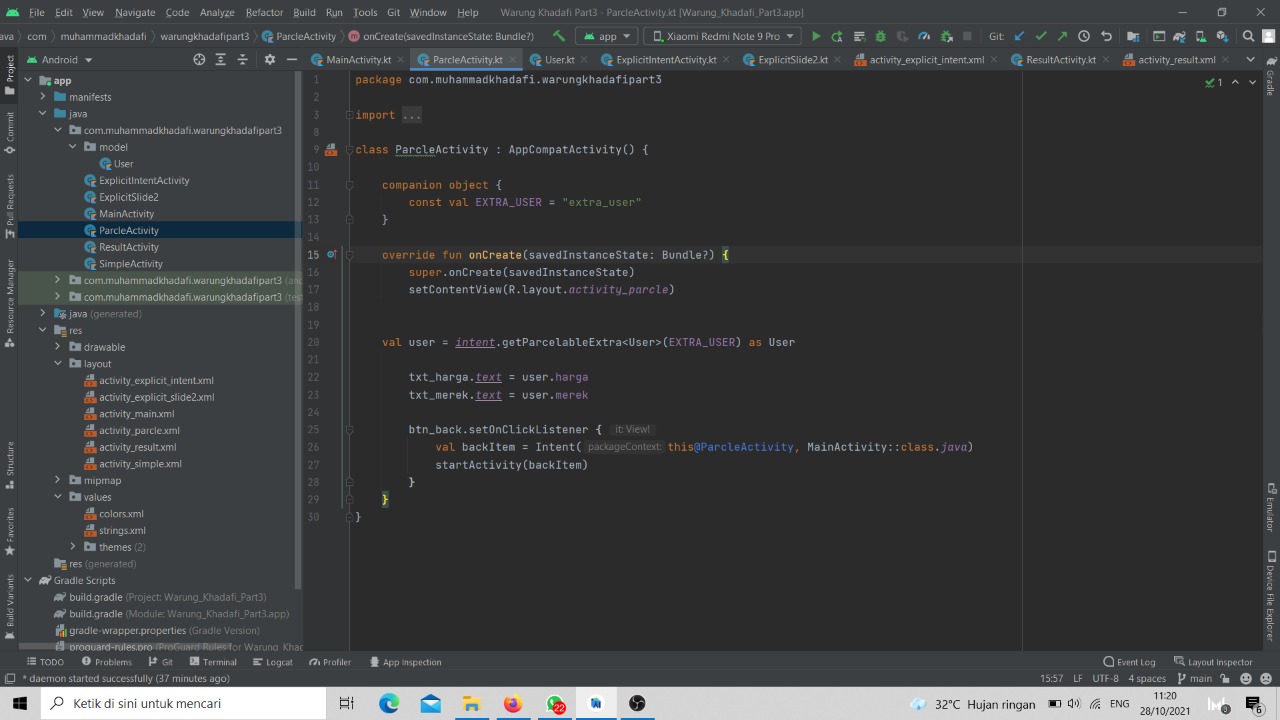 File Edit View Navigate Code Analyze Refactor Build Run Tools Git Window Help Warung Khadafi Part3 - ParcleActivity.kt [Warung_Khadafi_Part3.app]
ava com muhammadkhadafi warungkhadafipart3 ParcleActivity onCreate(savedInstanceState: Bundle?) app Xiaomi Redmi Note 9 Pro Git:
Android MainActivity.kt ParcleActivity.kt User.kt ExplicitIntentActivity.kt ExplicitSlide2.kt activity_explicit_intent.xml ResultActivity.kt activity_result.xml
Project
Commit
Pull Requests
Resource Manager
Structure
Favorites
Build Variants
app
manifests
java
com.muhammadkhadafi.warungkhadafipart3
model
User
ExplicitIntentActivity
ExplicitSlide2
MainActivity
ParcleActivity
ResultActivity
SimpleActivity
com.muhammadkhadafi.warungkhadafipart3 (an
com.muhammadkhadafi.warungkhadafipart3 (tes
java (generated)
res
drawable
layout
activity_explicit_intent.xml
activity_explicit_slide2.xml
activity_main.xml
activity_parcle.xml
activity_result.xml
activity_simple.xml
mipmap
values
colors.xml
strings.xml
themes (2)
res (generated)
Gradle Scripts
build.gradle (Project: Warung_Khadafi_Part3)
build.gradle (Module: Warung_Khadafi_Part3.app)
gradle-wrapper.properties (Gradle Version)
proguard-rules.pro (ProGuard Rules for Warung_Khac
1 package com.muhammadkhadafi.warungkhadafipart3
2
3 import ...
8
9 class ParcleActivity : AppCompatActivity() {
10
11 companion object {
12 const val EXTRA_USER = "extra_user"
13 }
14
15 override fun onCreate(savedInstanceState: Bundle?) {
16 super.onCreate(savedInstanceState)
17 setContentView(R.layout.activity_parcle)
18
19
20 val user = intent.getParcelableExtra<User>(EXTRA_USER) as User
21
22 txt_harga.text = user.harga
23 txt_merek.text = user.merek
24
25 btn_back.setOnClickListener { it: View!
26 val backItem = Intent( packageContext: this@ParcleActivity, MainActivity::class.java)
27 startActivity(backItem)
28 }
29 }
30 }
1
Gradle
Emulator
Device File Explorer
TODO Problems Git Terminal Logcat Profiler App Inspection Event Log Layout Inspector
* daemon started successfully (37 minutes ago) 15:57 LF UTF-8 4 spaces main
Ketik di sini untuk mencari 22 32°C Hujan ringan ENG 11:20 28/10/2021 6